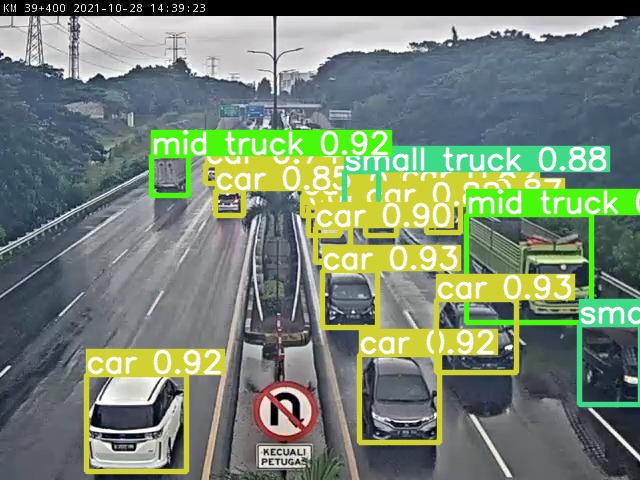 KM 39+400 2021-10-28 14:39:23
mid truck 0.92
small truck 0.88
car 0.85
car 0.90
mid truck
car 0.93
car 0.93
car 0.92
car 0.92
KECUALI
PETUGAS